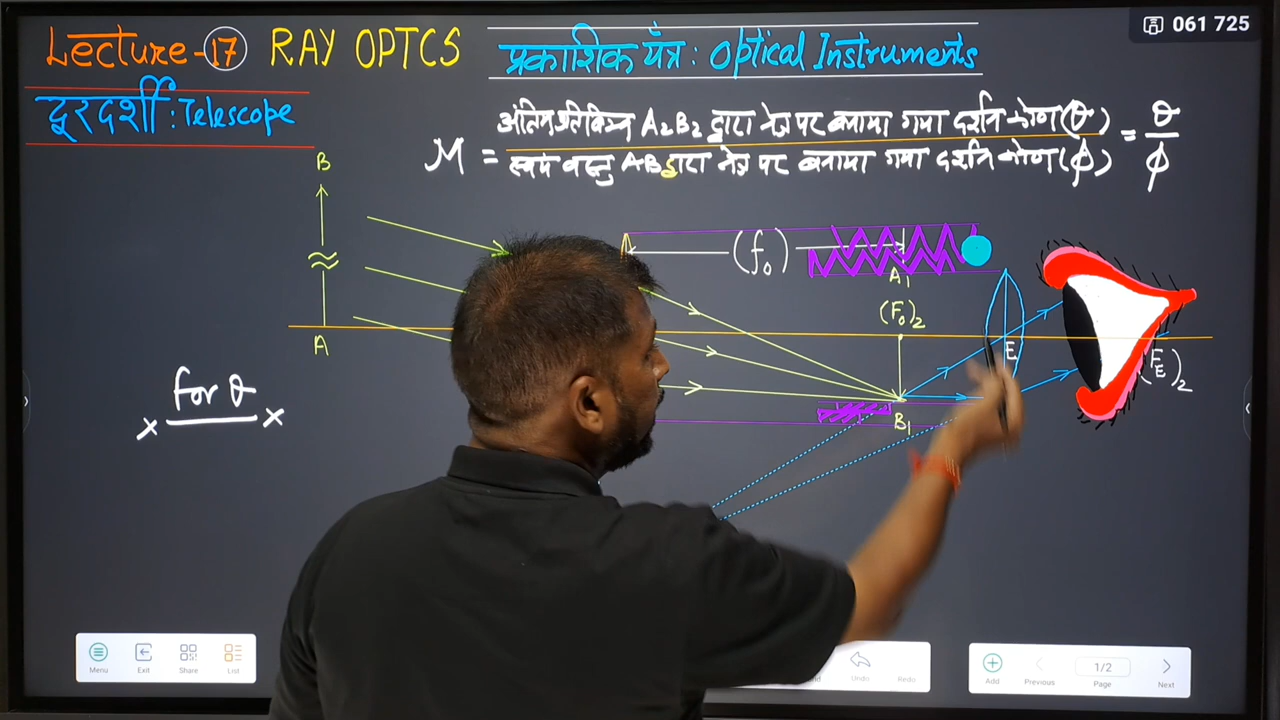 Lecture-17 RAY OPTCS प्रकाशिक यँत्र: Optical Instruments
061 725
दूरदर्शी: Telescope
M = अंतिम प्रतिबिम्ब A₂B₂ द्वारा नेत्र पर बनाया गया दर्शन कोण (θ) = θ
स्वयं वस्तु AB द्वारा नेत्र पर बनाया गया दर्शन कोण (ϕ) ϕ
B
(f₀)
A₁
(F₀)₂
A
E
(F_E)₂
for θ
x x
B₁
Menu Exit Share List
Undo Redo
Add Previous 1/2 Page Next